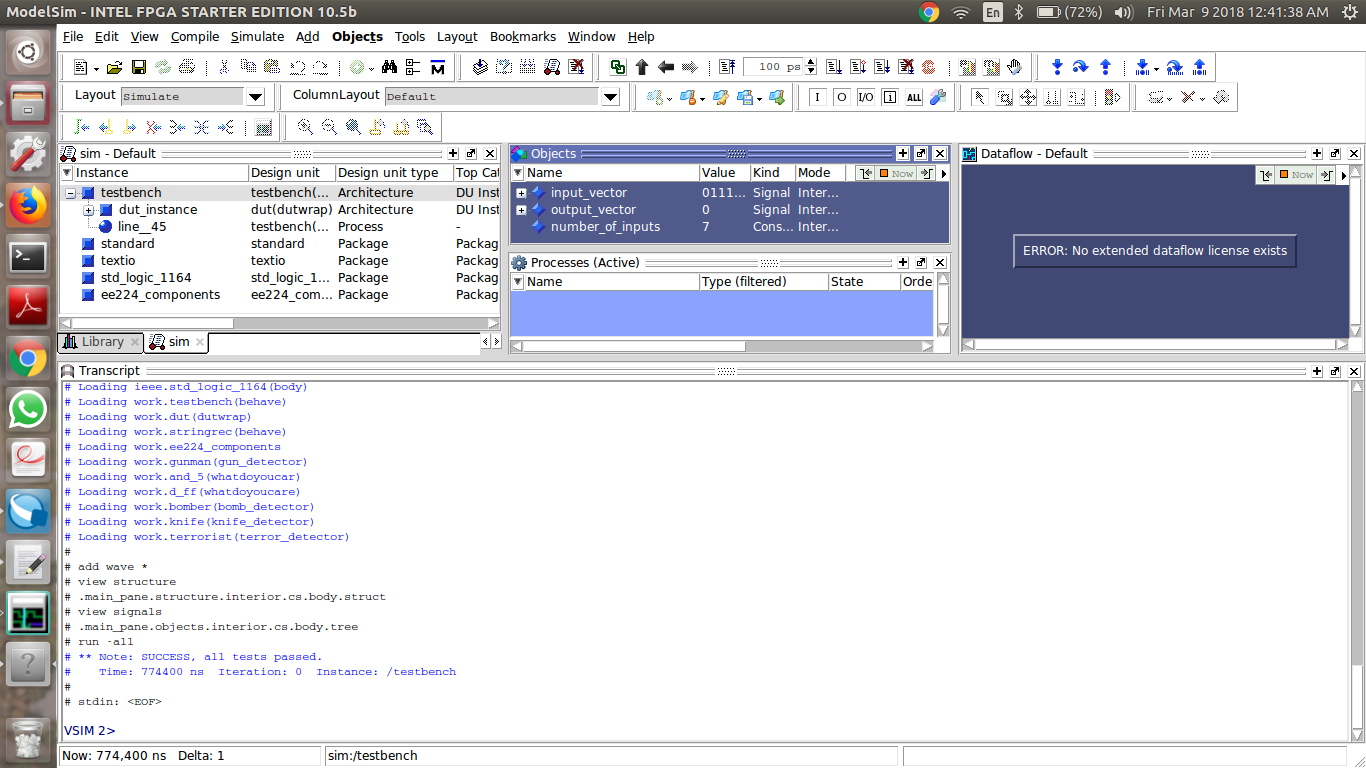 ModelSim - INTEL FPGA STARTER EDITION 10.5b En (72%) Fri Mar 9 2018 12:41:38 AM
File Edit View Compile Simulate Add Objects Tools Layout Bookmarks Window Help
100 ps
Layout Simulate ColumnLayout Default I O I/O ALL
sim - Default
Instance Design unit Design unit type Top Cat
testbench testbench(... Architecture DU Inst
dut_instance dut(dutwrap) Architecture DU Inst
line__45 testbench(... Process -
standard standard Package Packag
textio textio Package Packag
std_logic_1164 std_logic_1... Package Packag
ee224_components ee224_com... Package Packag
Library sim
Objects
Name Value Kind Mode Now
input_vector 0111... Signal Inter...
output_vector 0 Signal Inter...
number_of_inputs 7 Cons... Inter...
Processes (Active)
Name Type (filtered) State Orde
Dataflow - Default
Now
ERROR: No extended dataflow license exists
Transcript
# Loading ieee.std_logic_1164(body)
# Loading work.testbench(behave)
# Loading work.dut(dutwrap)
# Loading work.stringrec(behave)
# Loading work.ee224_components
# Loading work.gunman(gun_detector)
# Loading work.and_5(whatdoyoucar)
# Loading work.d_ff(whatdoyoucare)
# Loading work.bomber(bomb_detector)
# Loading work.knife(knife_detector)
# Loading work.terrorist(terror_detector)
#
# add wave *
# view structure
# .main_pane.structure.interior.cs.body.struct
# view signals
# .main_pane.objects.interior.cs.body.tree
# run -all
# ** Note: SUCCESS, all tests passed.
#    Time: 774400 ns  Iteration: 0  Instance: /testbench
#
# stdin: <EOF>
VSIM 2>
Now: 774,400 ns Delta: 1 sim:/testbench